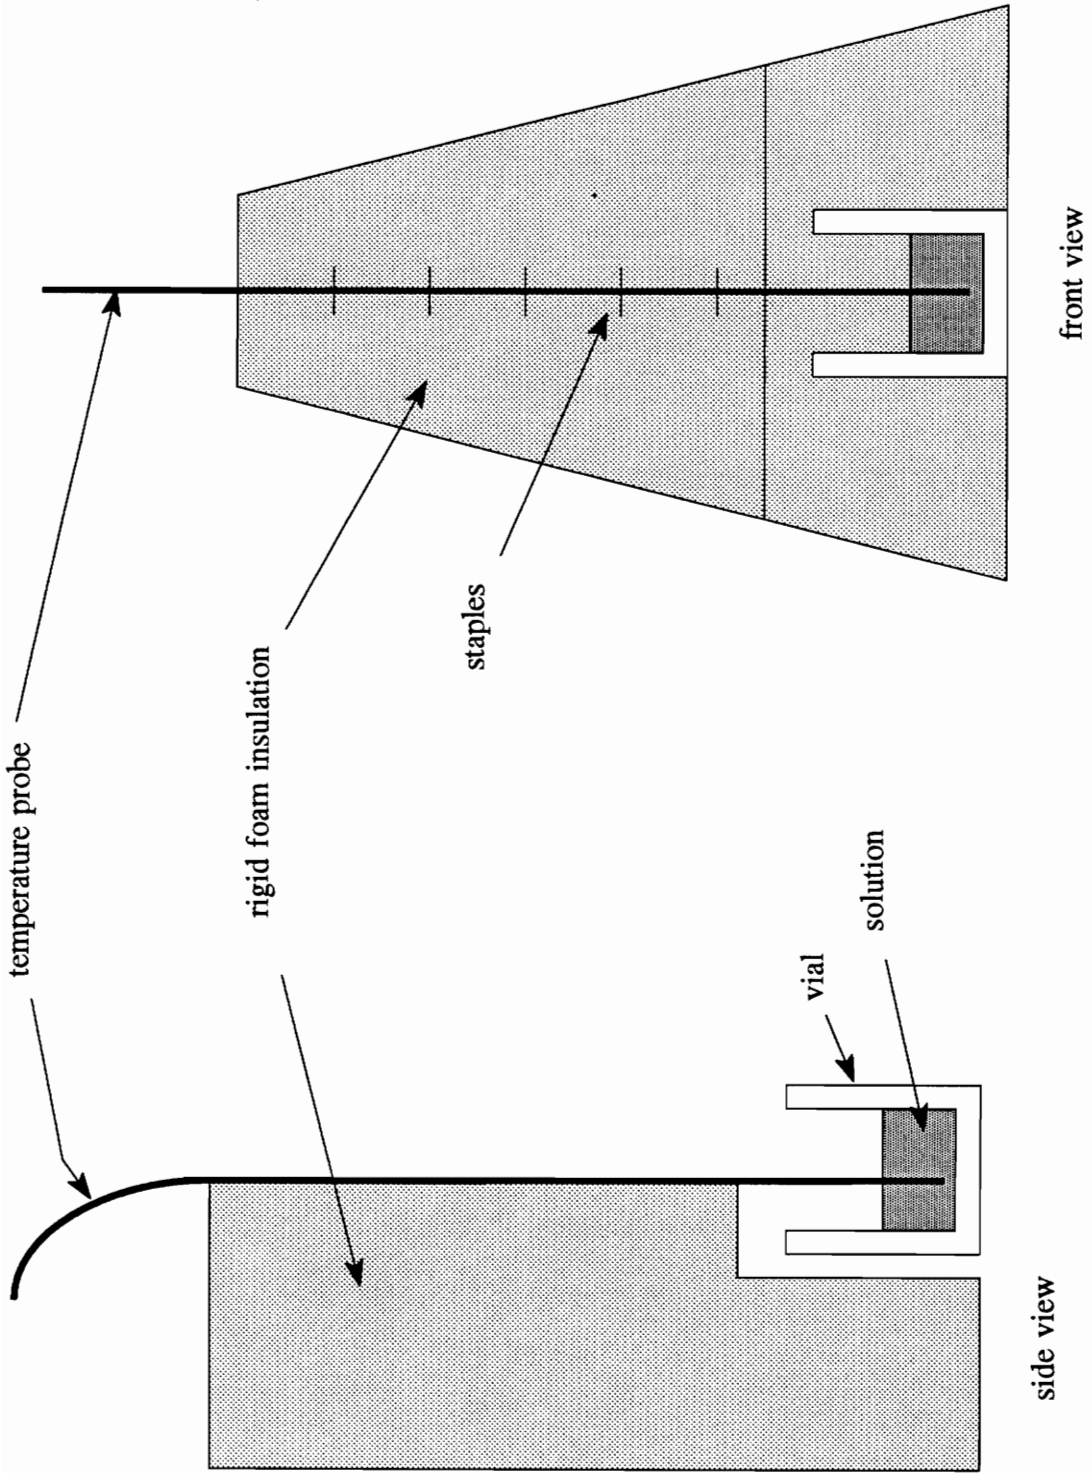 temperature probe
rigid foam insulation
staples
vial
solution
side view
front view